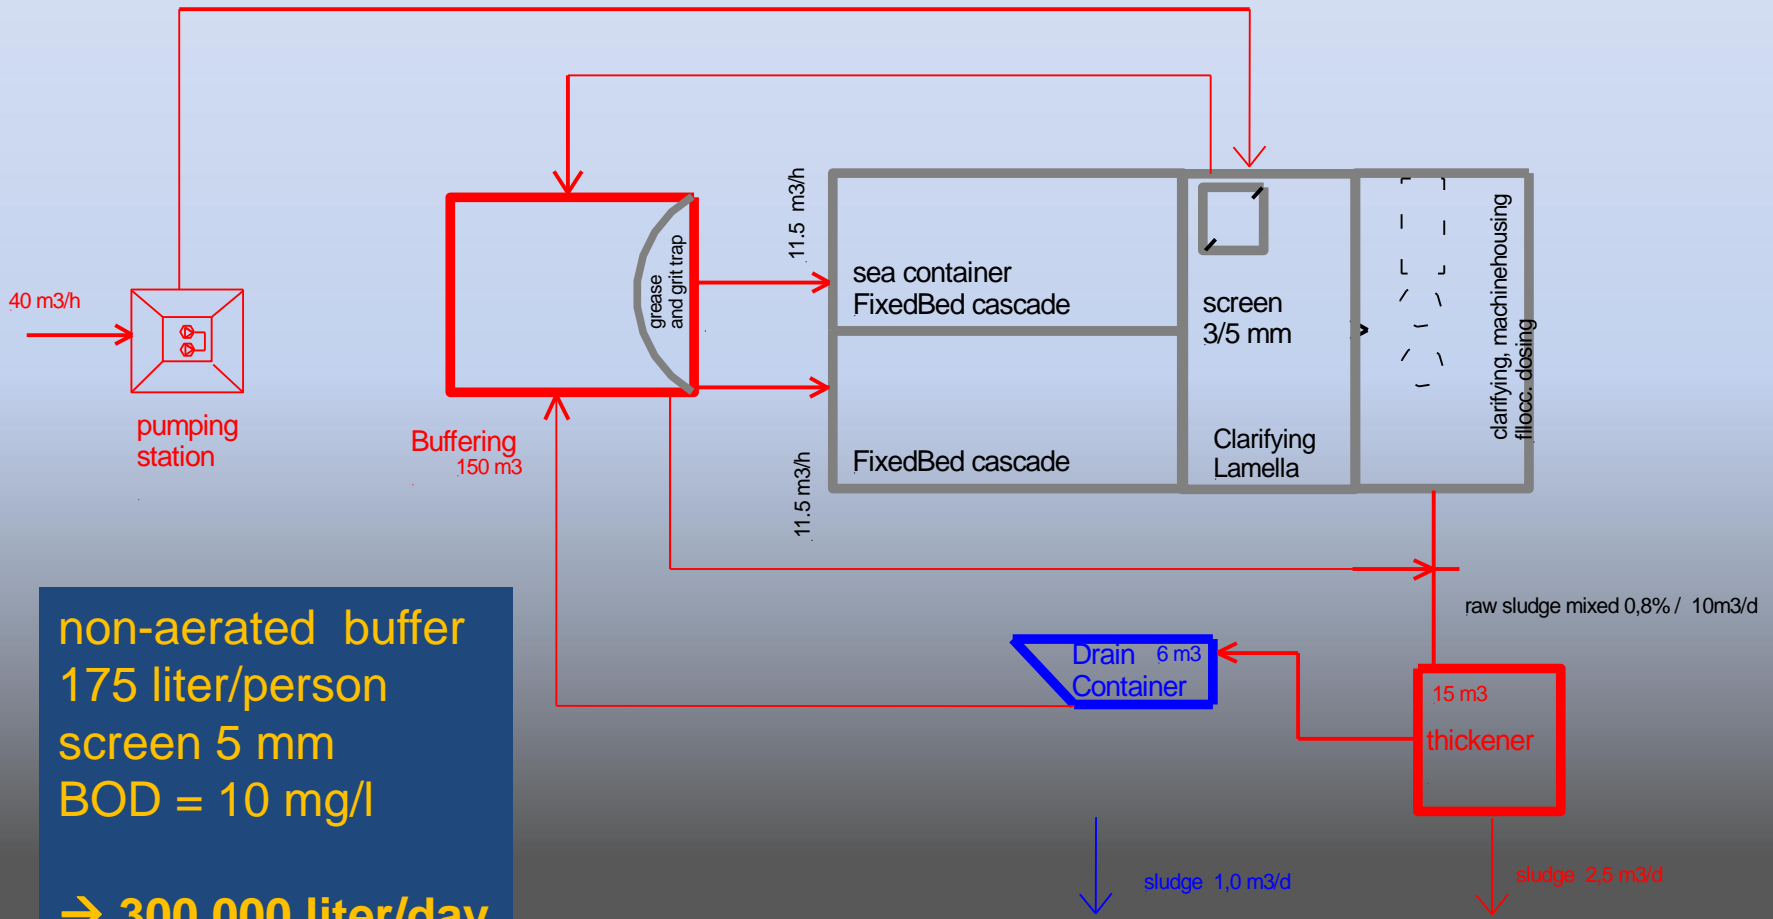 40 m3/h
pumping
station
Buffering
150 m3
grease
and grit trap
11.5 m3/h
11.5 m3/h
sea container
FixedBed cascade
FixedBed cascade
screen
3/5 mm
Clarifying
Lamella
clarifying, machinehousing
fllocc. dosing
raw sludge mixed 0,8% / 10m3/d
Drain 6 m3
Container
15 m3
thickener
sludge 1,0 m3/d
sludge 2,5 m3/d
non-aerated buffer
175 liter/person
screen 5 mm
BOD = 10 mg/l
→ 300.000 liter/day